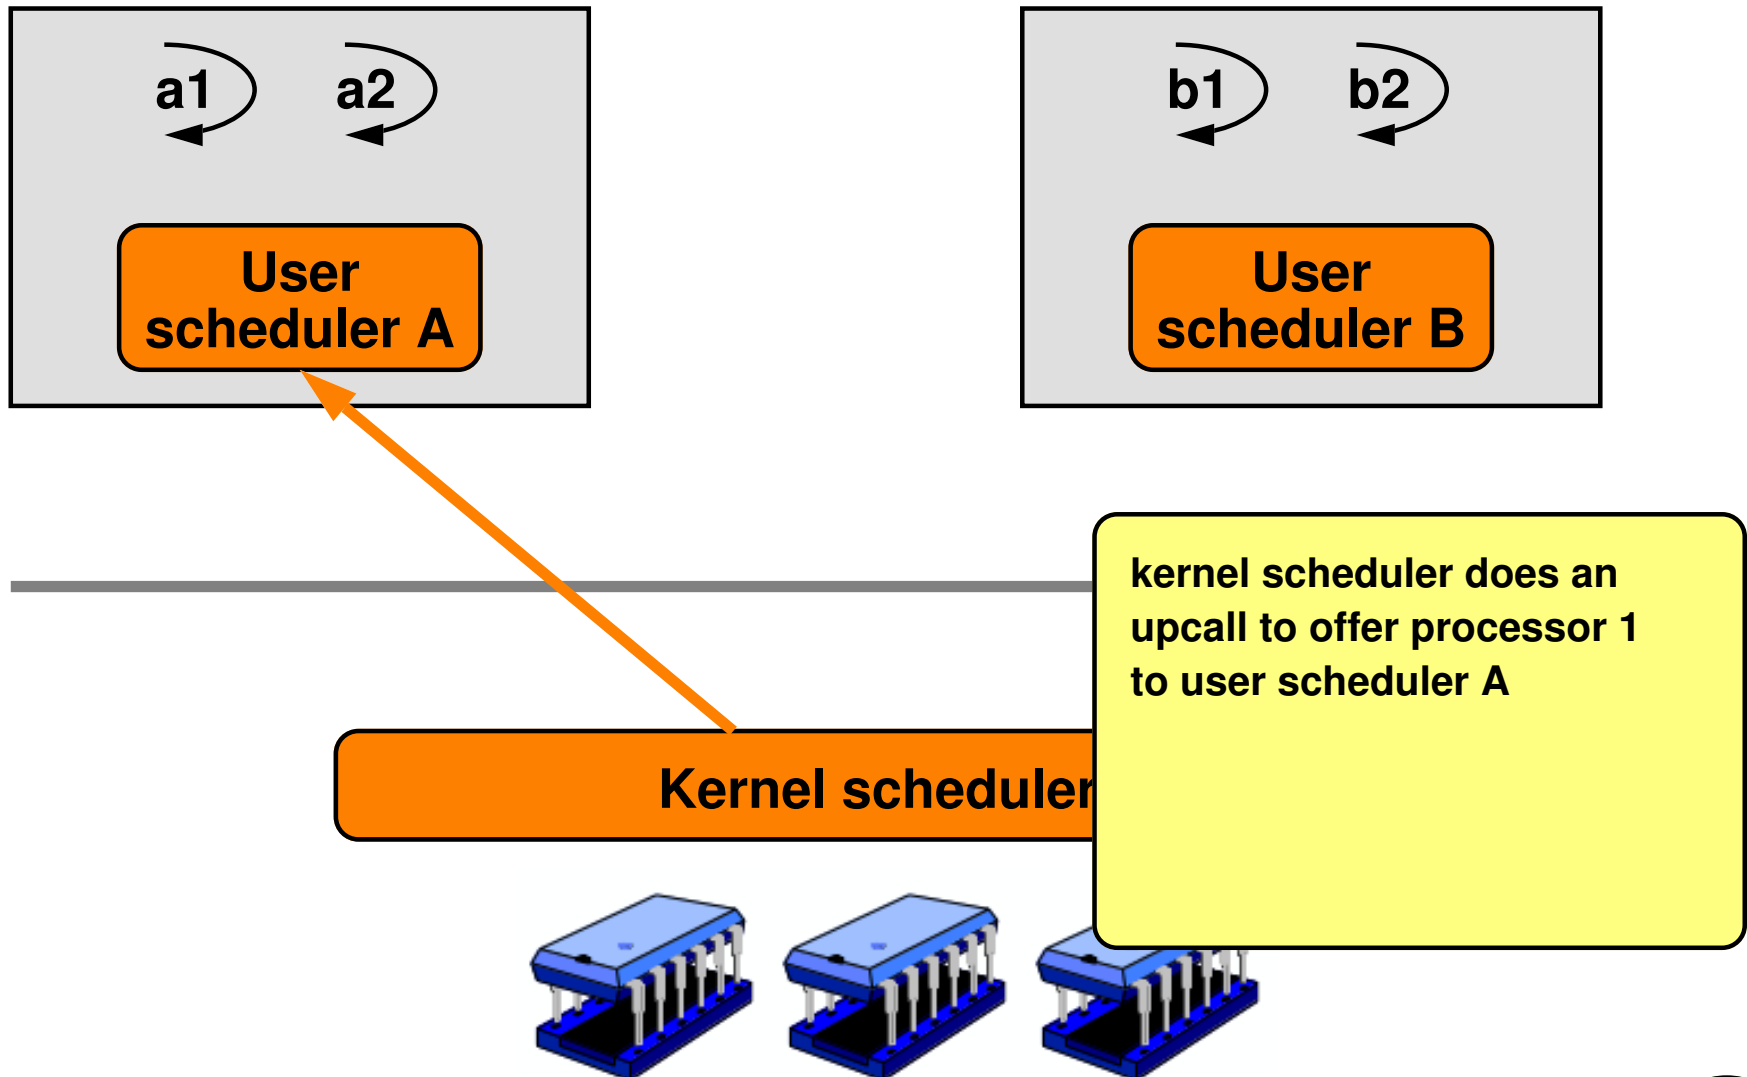 a1 a2
b1 b2
User
scheduler A
User
scheduler B
kernel scheduler does an
upcall to offer processor 1
to user scheduler A
Kernel scheduler